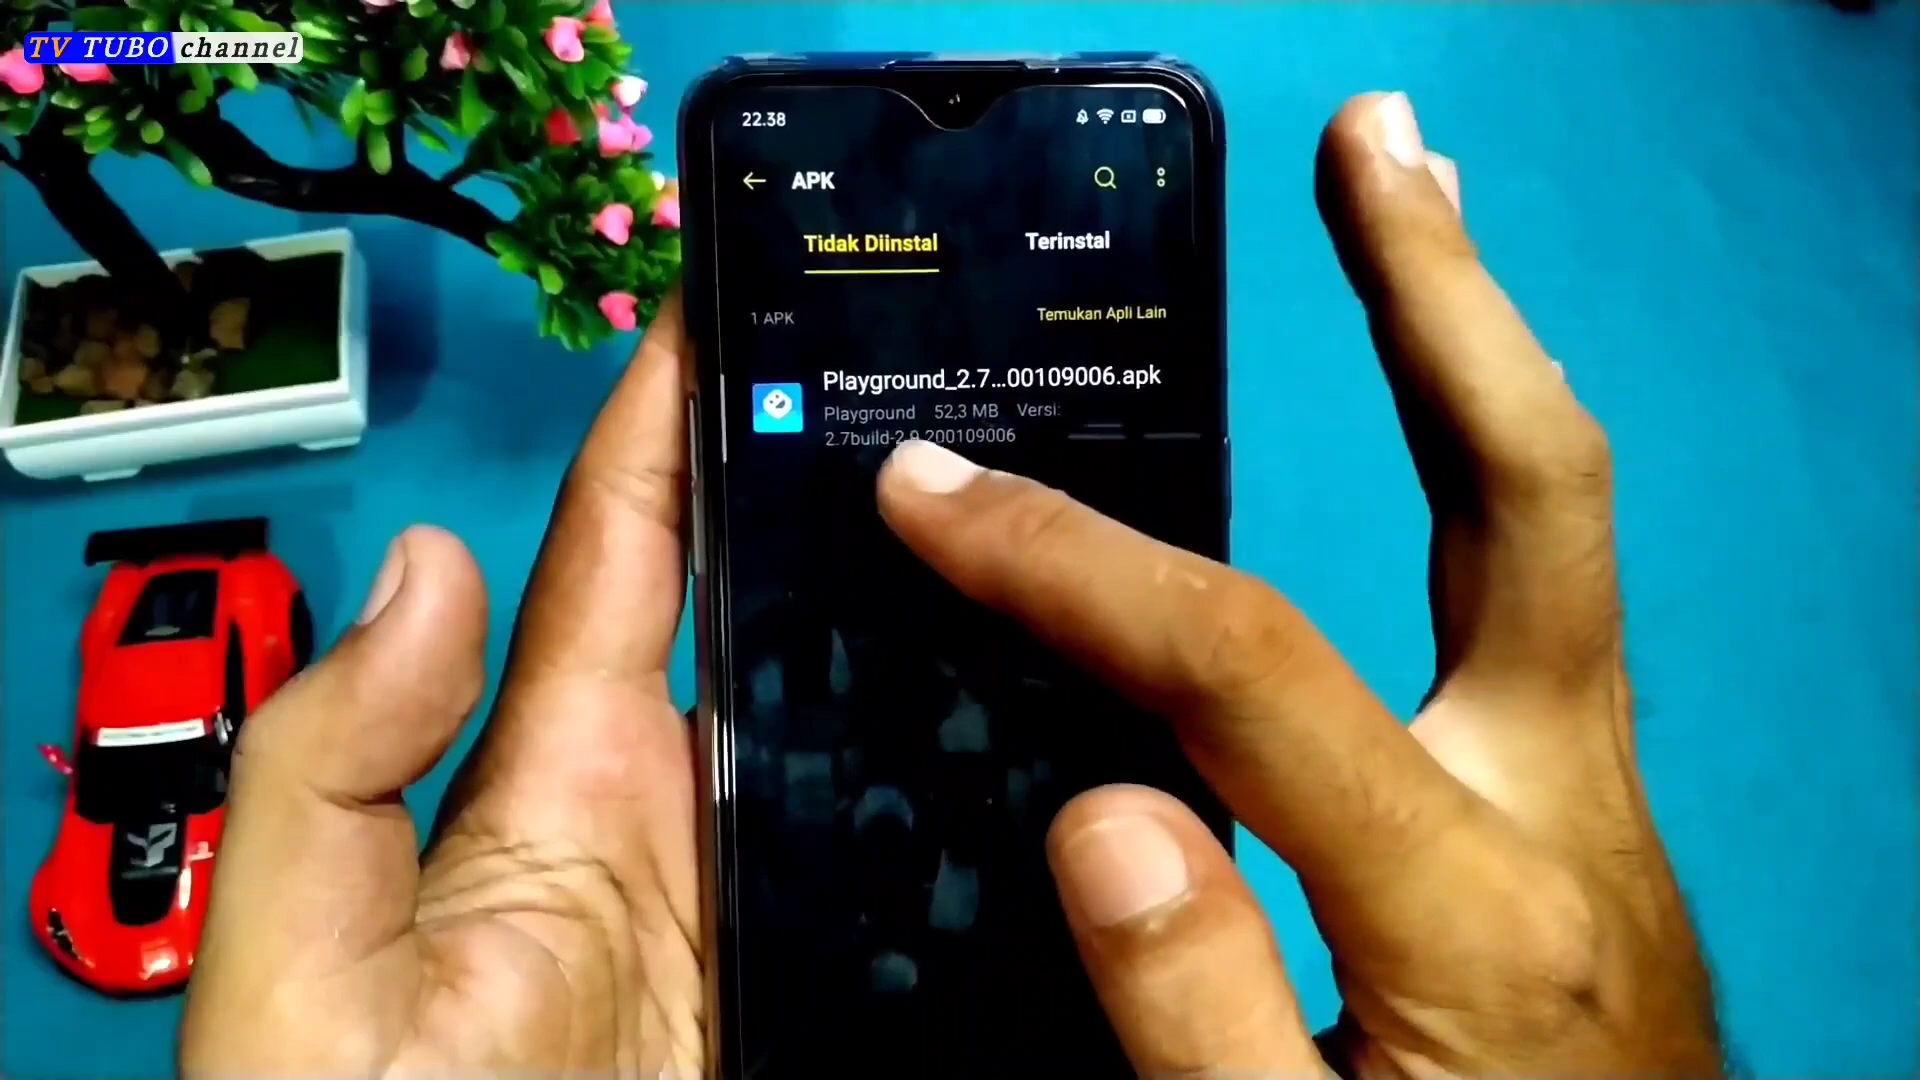 TV TUBO channel
22.38
APK
Tidak Diinstal
Terinstal
1 APK
Temukan Apli Lain
Playground_2.7...00109006.apk
Playground 52,3 MB Versi:
2.7build-2.9.200109006